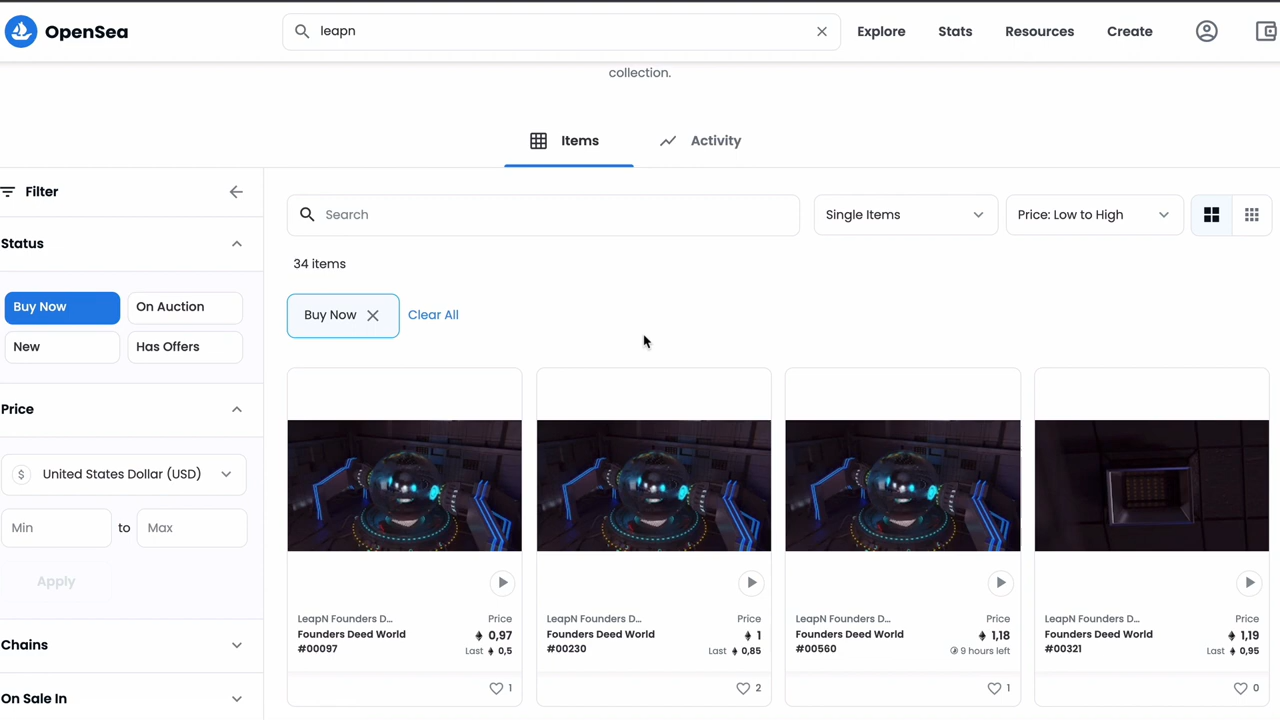 OpenSea
leapn
Explore
Stats
Resources
Create
collection.
Items
Activity
Filter
Search
Single Items
Price: Low to High
Status
34 items
Buy Now
On Auction
New
Has Offers
Buy Now
Clear All
Price
United States Dollar (USD)
Min
to
Max
Apply
Chains
On Sale In
LeapN Founders D...
Founders Deed World
#00097
Price
0,97
Last 0,5
1
LeapN Founders D...
Founders Deed World
#00230
Price
1
Last 0,85
2
LeapN Founders D...
Founders Deed World
#00560
Price
1,18
9 hours left
1
LeapN Founders D...
Founders Deed World
#00321
Price
1,19
Last 0,95
0